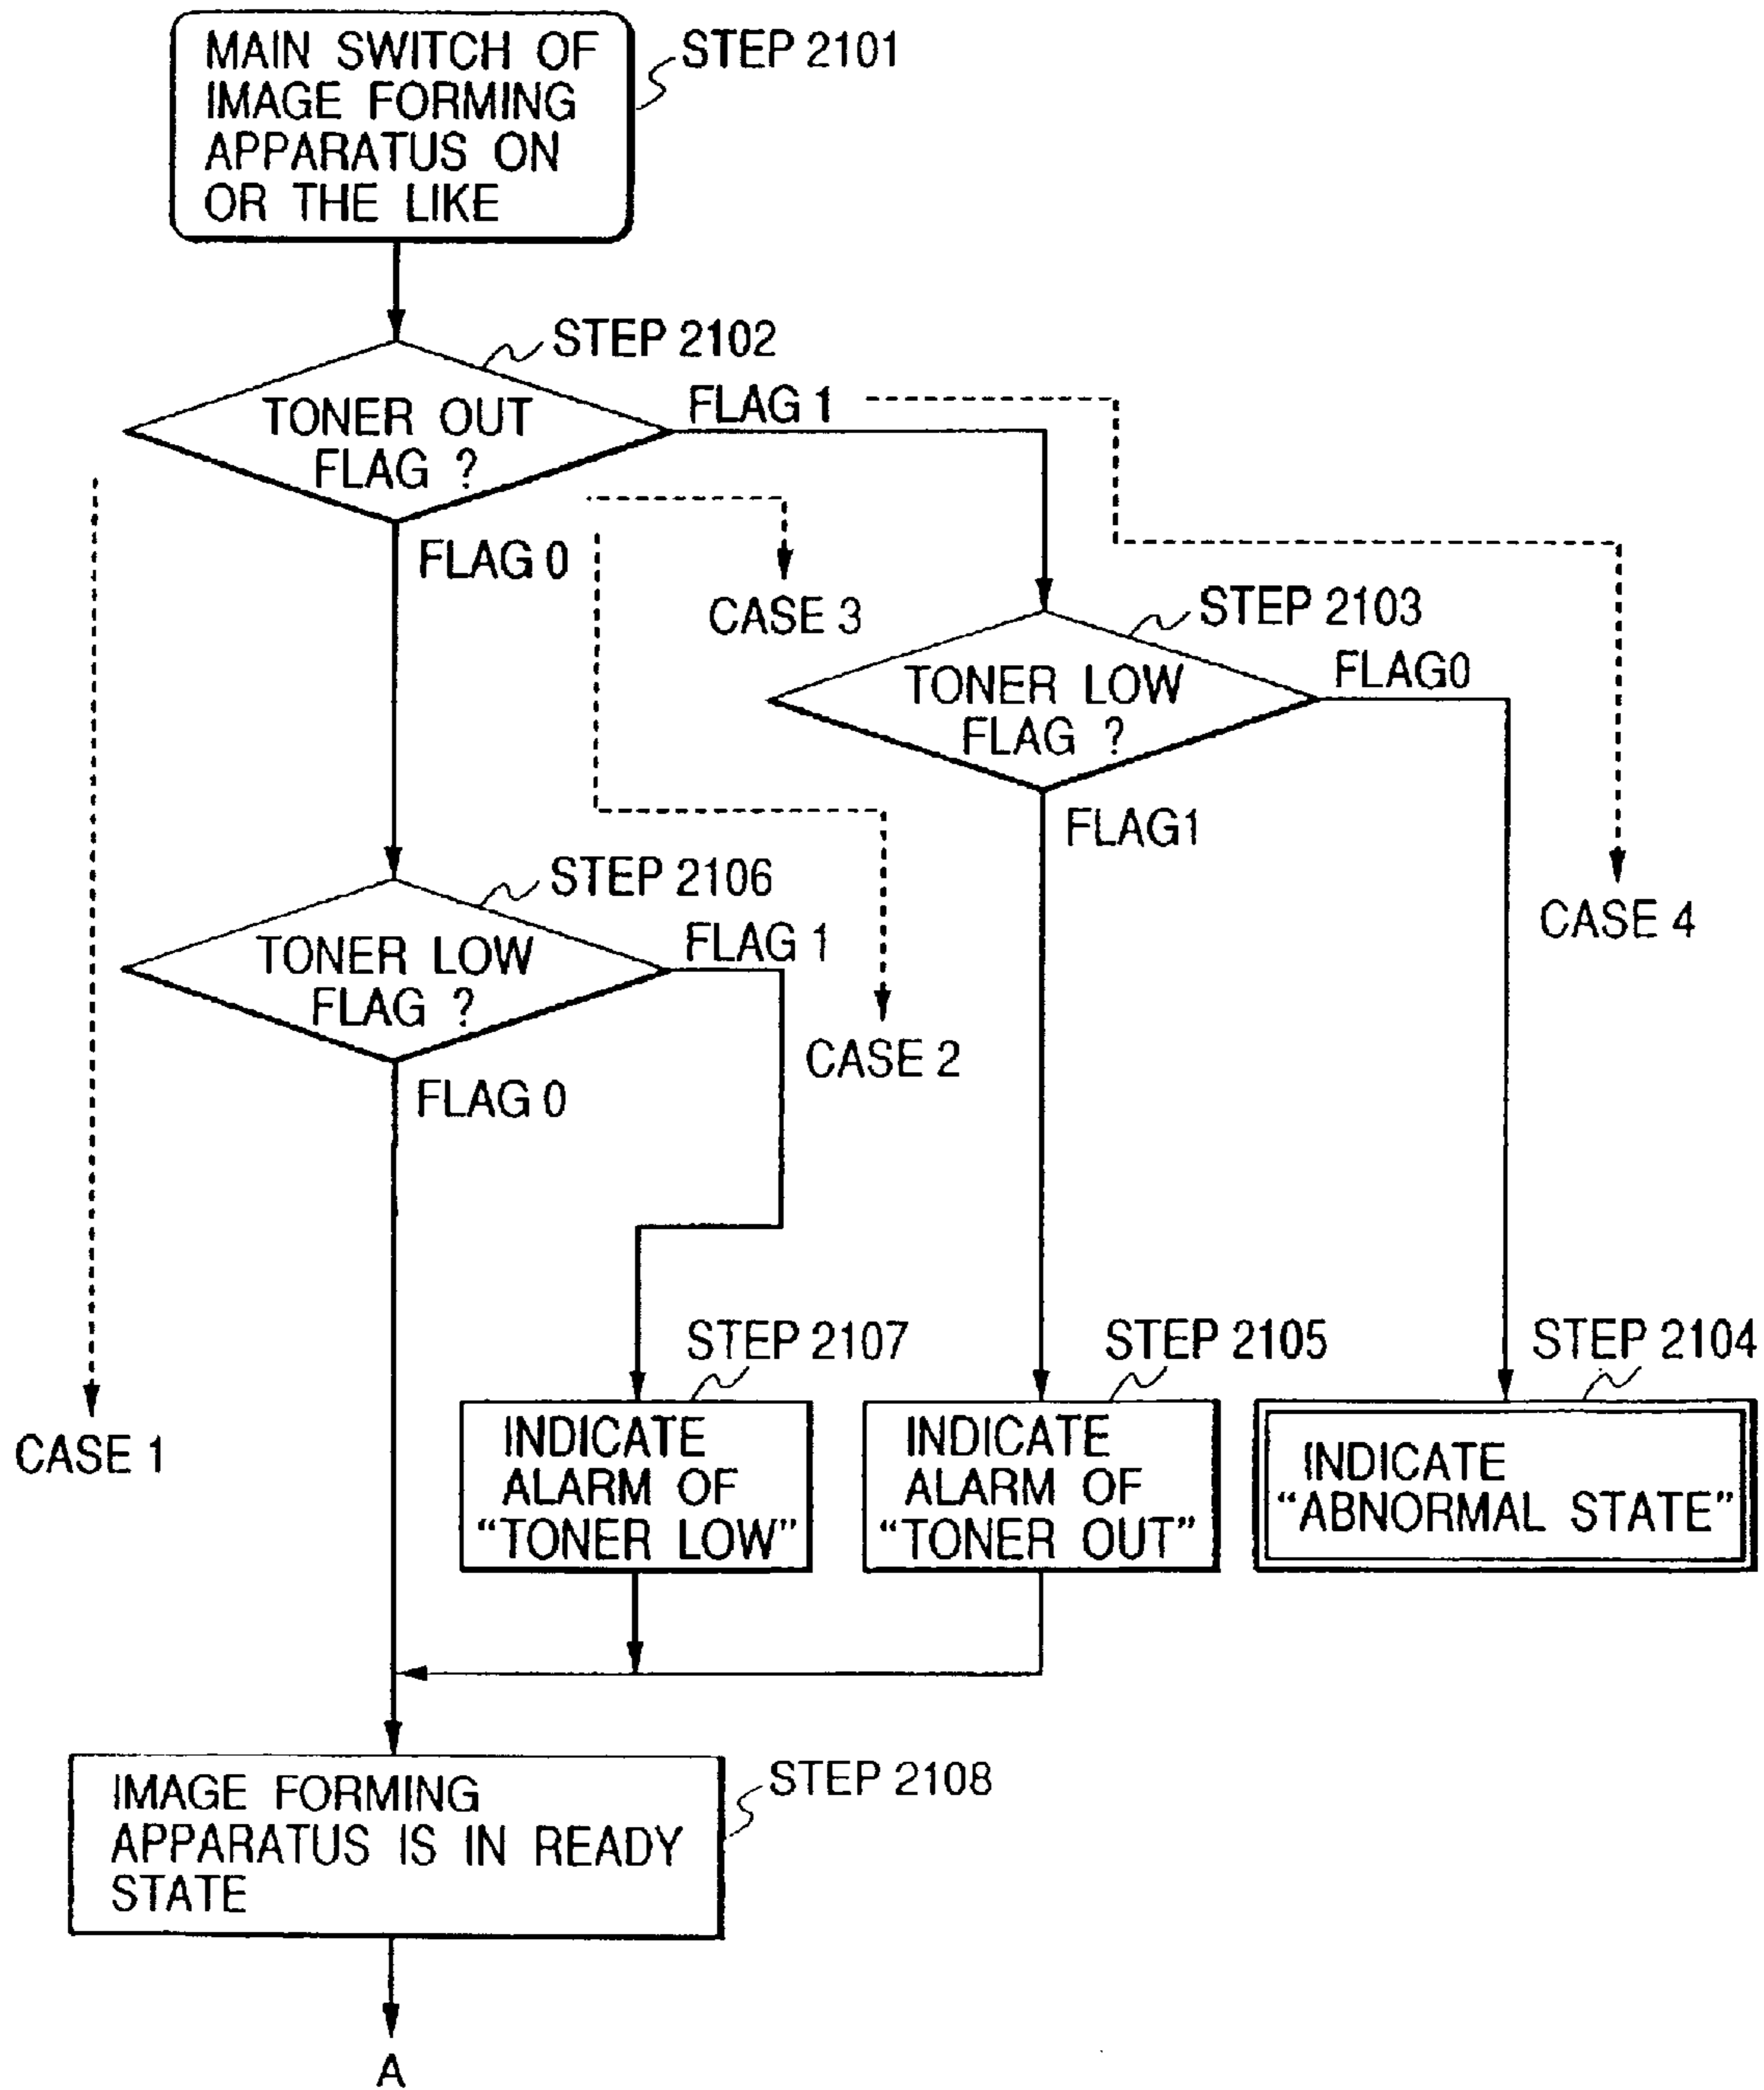 MAIN SWITCH OF
IMAGE FORMING
APPARATUS ON
OR THE LIKE
STEP 2101
STEP 2102
TONER OUT
FLAG ?
FLAG 1
FLAG 0
CASE 3
STEP 2103
TONER LOW
FLAG ?
FLAG0
FLAG1
CASE 4
STEP 2106
TONER LOW
FLAG ?
FLAG 1
FLAG 0
CASE 2
CASE 1
STEP 2107
INDICATE
ALARM OF
“TONER LOW”
STEP 2105
INDICATE
ALARM OF
“TONER OUT”
STEP 2104
INDICATE
“ABNORMAL STATE”
IMAGE FORMING
APPARATUS IS IN READY
STATE
STEP 2108
A